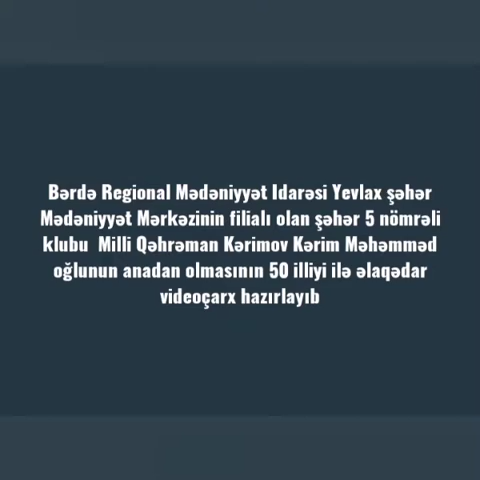 Bərdə Regional Mədəniyyət Idarəsi Yevlax şəhər
Mədəniyyət Mərkəzinin filialı olan şəhər 5 nömrəli
klubu  Milli Qəhrəman Kərimov Kərim Məhəmməd
oğlunun anadan olmasının 50 illiyi ilə əlaqədar
videoçarx hazırlayıb